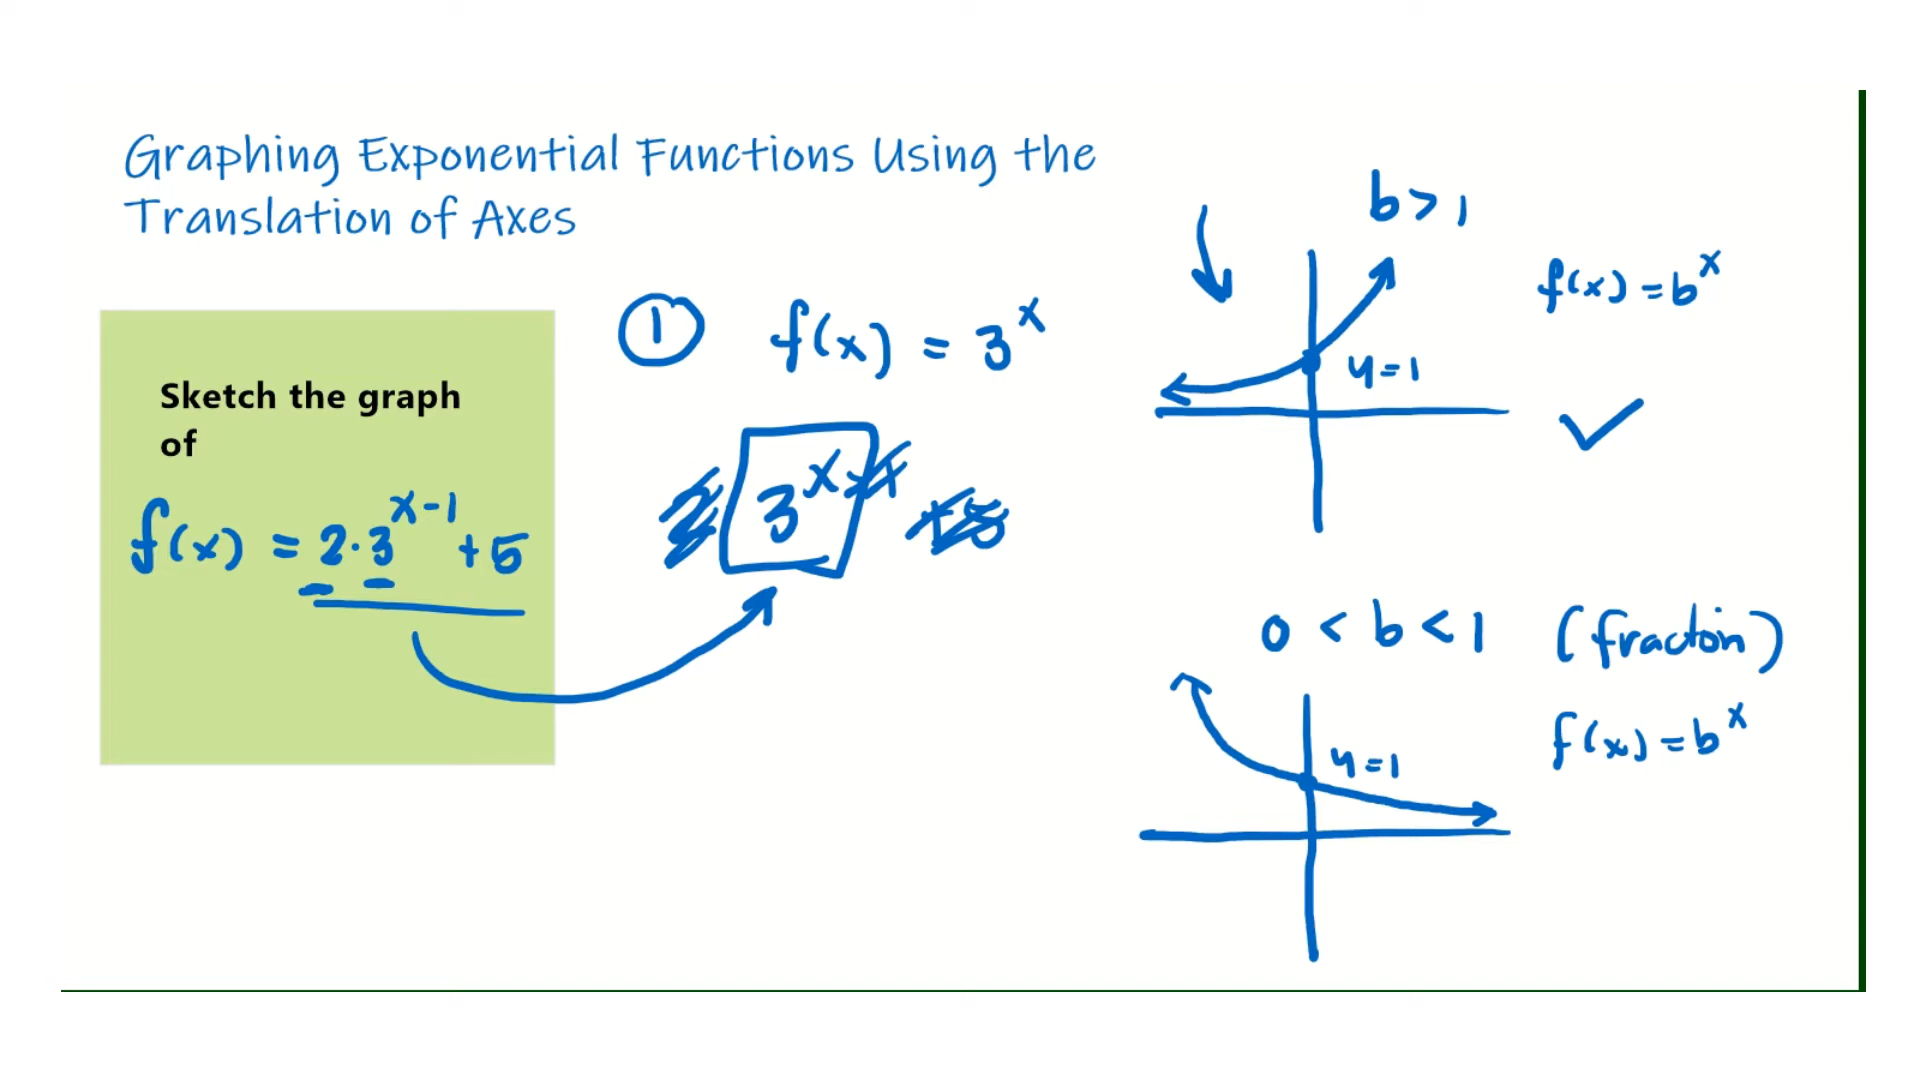 Graphing Exponential Functions Using the
Translation of Axes
Sketch the graph
of
f(x) = 2·3^(x-1) + 5
① f(x) = 3^x
3^x
b > 1
f(x) = b^x
y = 1
✓
0 < b < 1 (fracton)
f(x) = b^x
y = 1